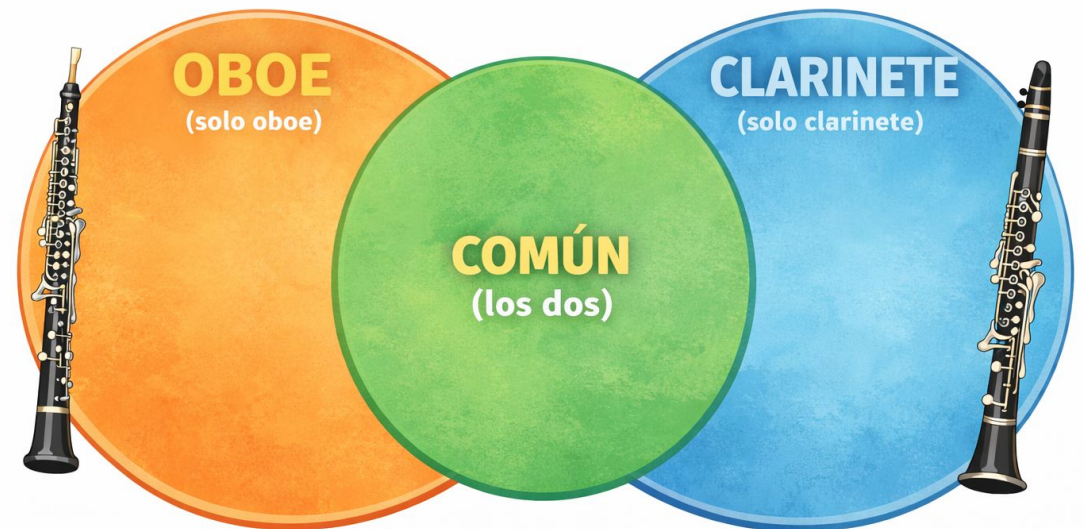 OBOE
(solo oboe)
COMÚN
(los dos)
CLARINETE
(solo clarinete)